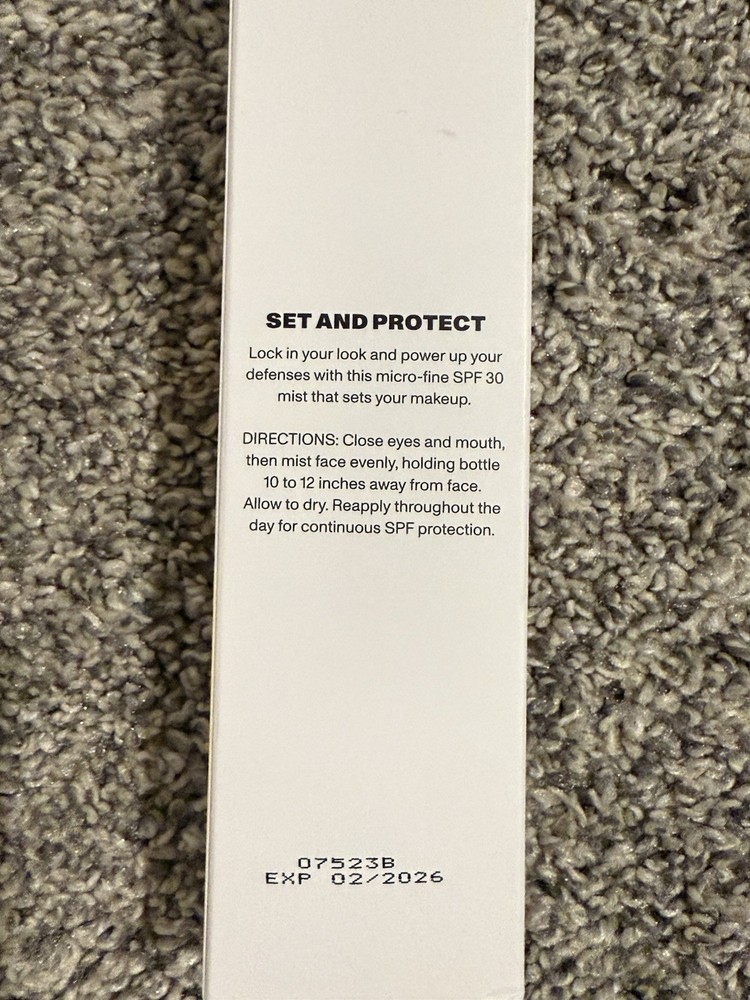 SET AND PROTECT
Lock in your look and power up your
defenses with this micro-fine SPF 30
mist that sets your makeup.
DIRECTIONS: Close eyes and mouth,
then mist face evenly, holding bottle
10 to 12 inches away from face.
Allow to dry. Reapply throughout the
day for continuous SPF protection.
07523B
EXP 02/2026